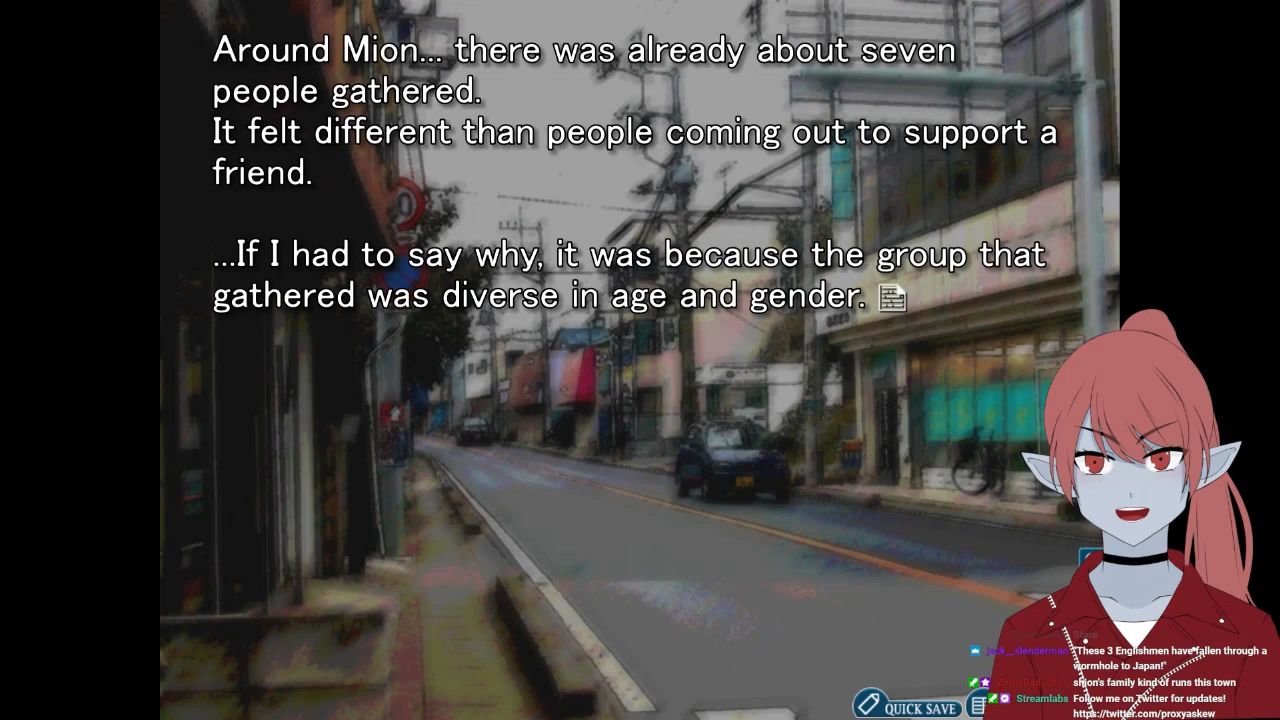 Around Mion... there was already about seven
people gathered.
It felt different than people coming out to support a
friend.
...If I had to say why, it was because the group that
gathered was diverse in age and gender.
Stare
jack__slenderman "These 3 Englishmen have fallen through a
wormhole to Japan!"
shion's family kind of runs this town
Streamlabs Follow me on Twitter for updates!
https://twitter.com/proxyaskew
QUICK SAVE